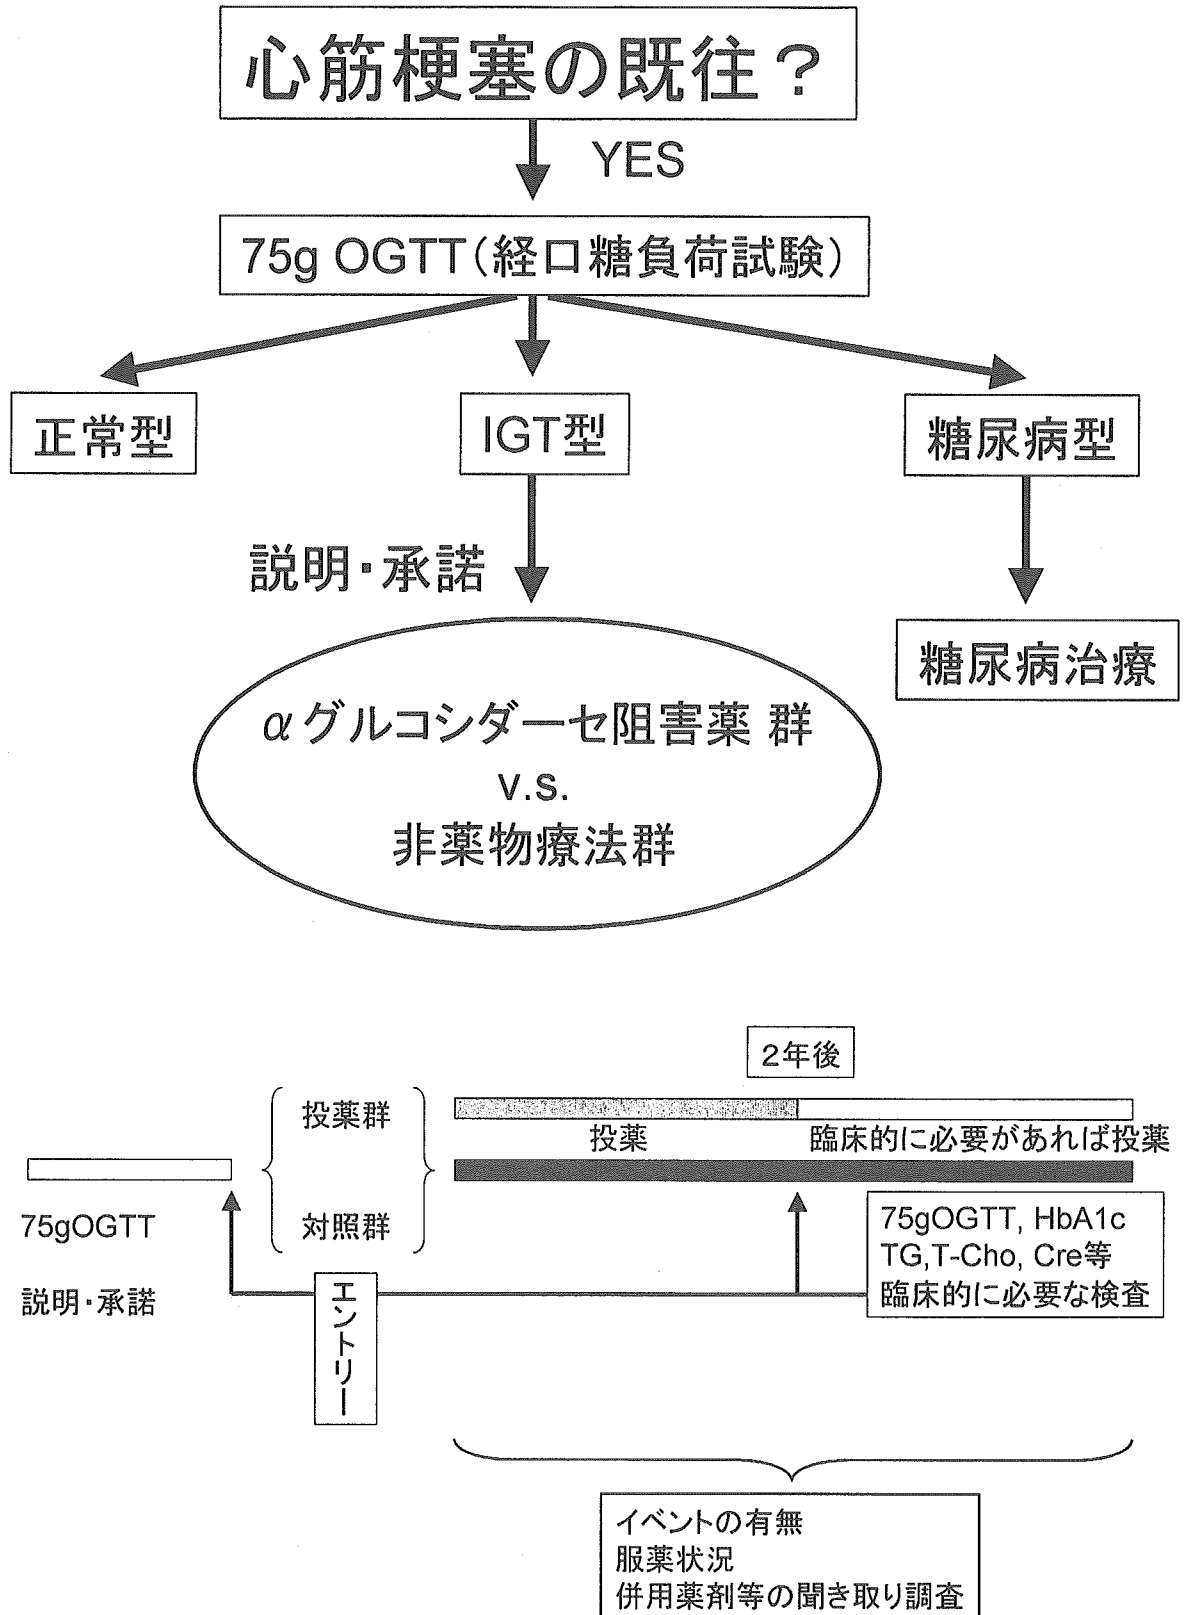 心筋梗塞の既往？
YES
75g OGTT（経口糖負荷試験）
正常型
IGT型
糖尿病型
説明・承諾
糖尿病治療
αグルコシダーセ阻害薬 群
v.s.
非薬物療法群
2年後
投薬群
投薬
臨床的に必要があれば投薬
対照群
75gOGTT
説明・承諾
エントリー
75gOGTT, HbA1c
TG,T-Cho, Cre等
臨床的に必要な検査
イベントの有無
服薬状況
併用薬剤等の聞き取り調査